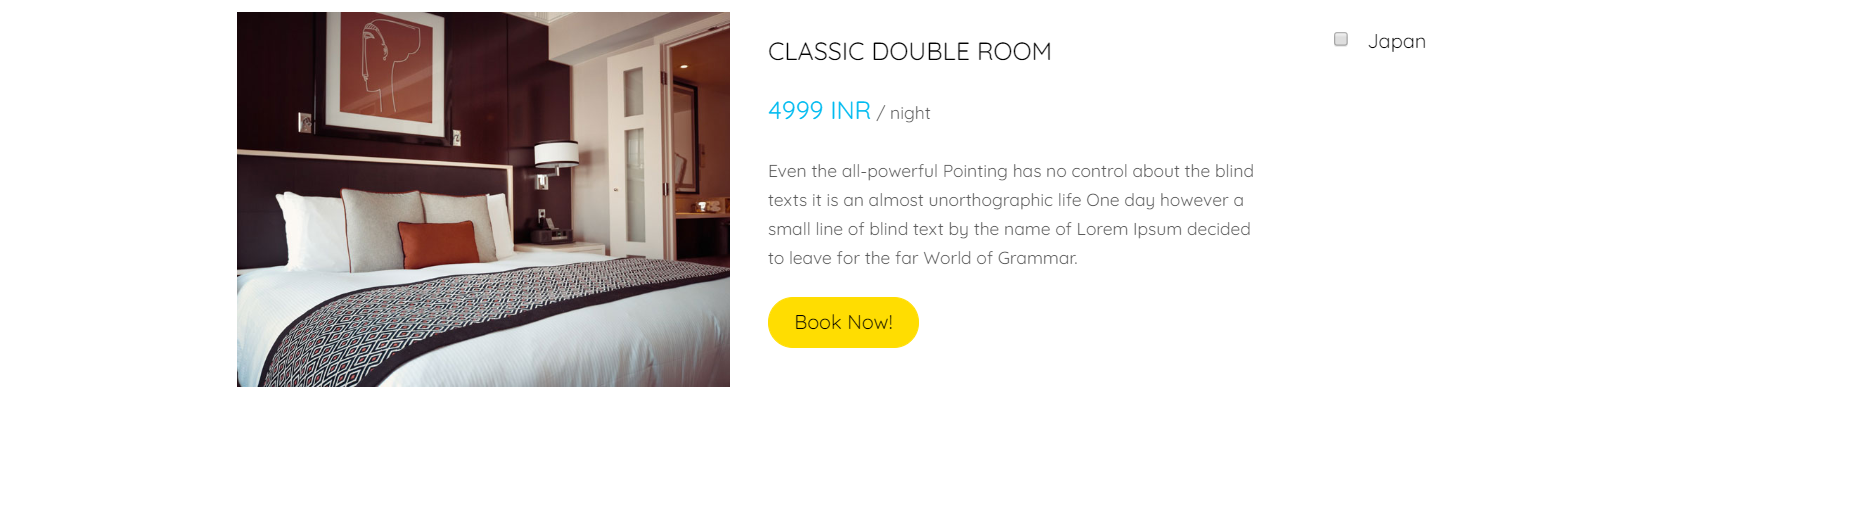 CLASSIC DOUBLE ROOM
4999 INR / night
Even the all-powerful Pointing has no control about the blind
texts it is an almost unorthographic life One day however a
small line of blind text by the name of Lorem Ipsum decided
to leave for the far World of Grammar.
Book Now!
Japan